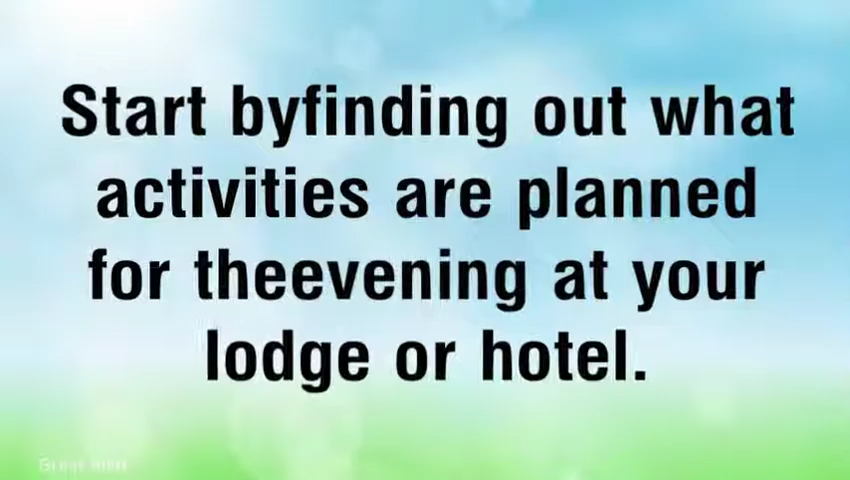 Start byfinding out what
activities are planned
for theevening at your
lodge or hotel.